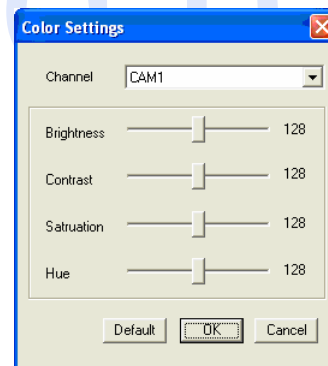 Color Settings
Channel CAM1
Brightness 128
Contrast 128
Satruation 128
Hue 128
Default OK Cancel